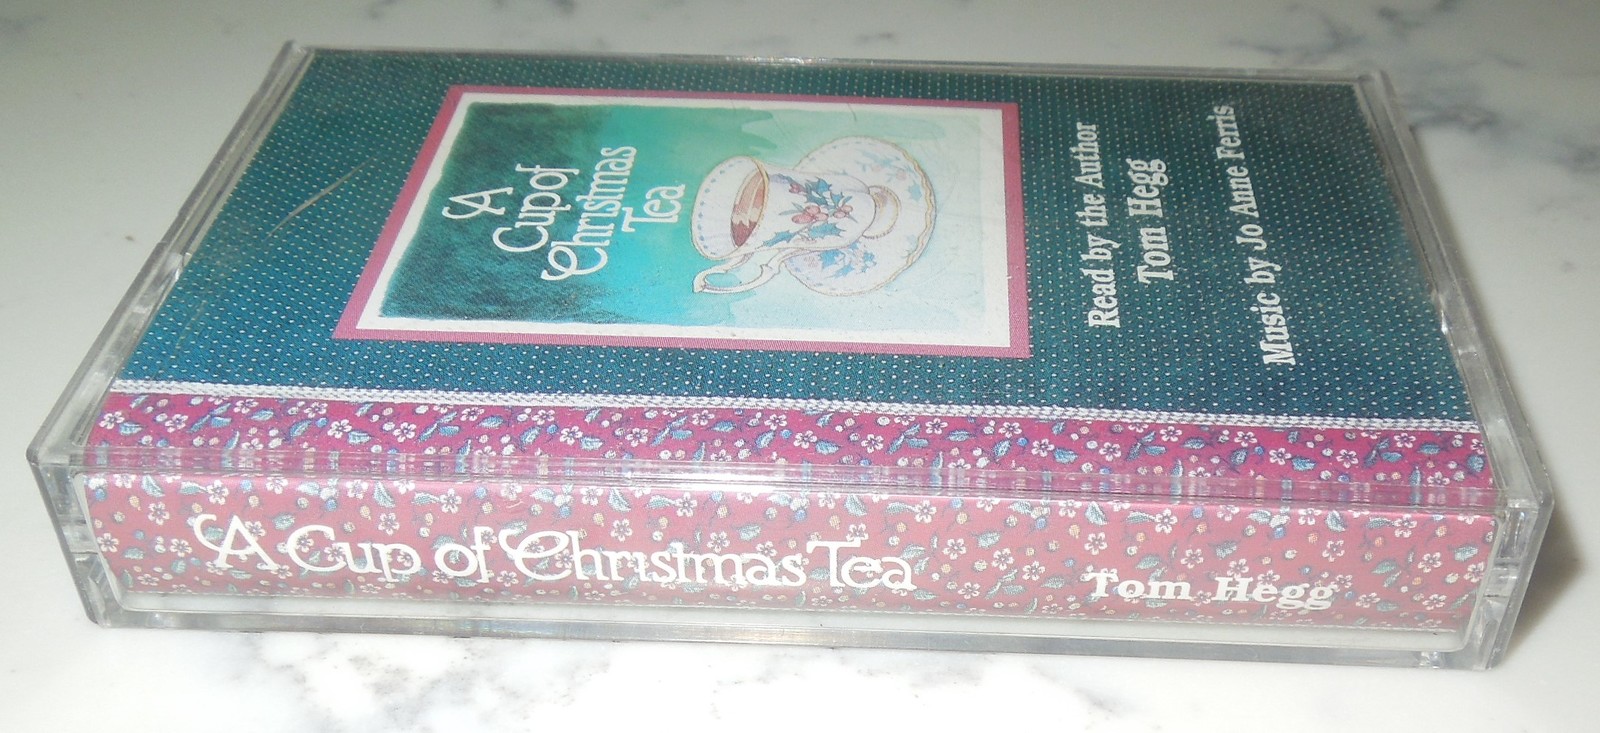 A
Cup of
Christmas
Tea
Read by the Author
Tom Hegg
Music by Jo Anne Ferris
A Cup of Christmas Tea
Tom Hegg